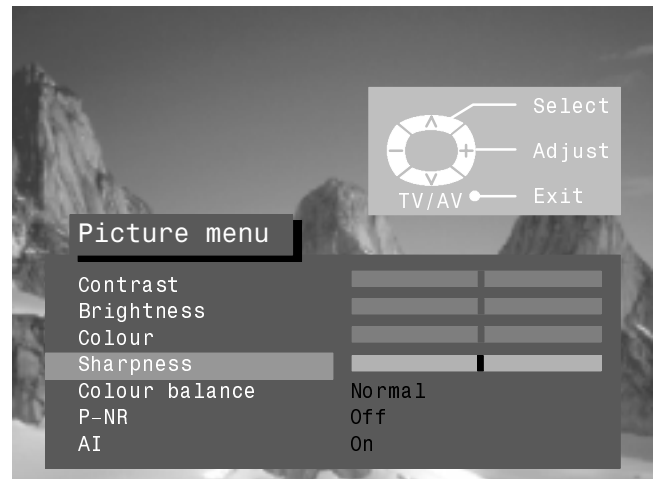 Select
Adjust
TV/AV Exit
Picture menu
Contrast
Brightness
Colour
Sharpness
Colour balance Normal
P-NR Off
AI On